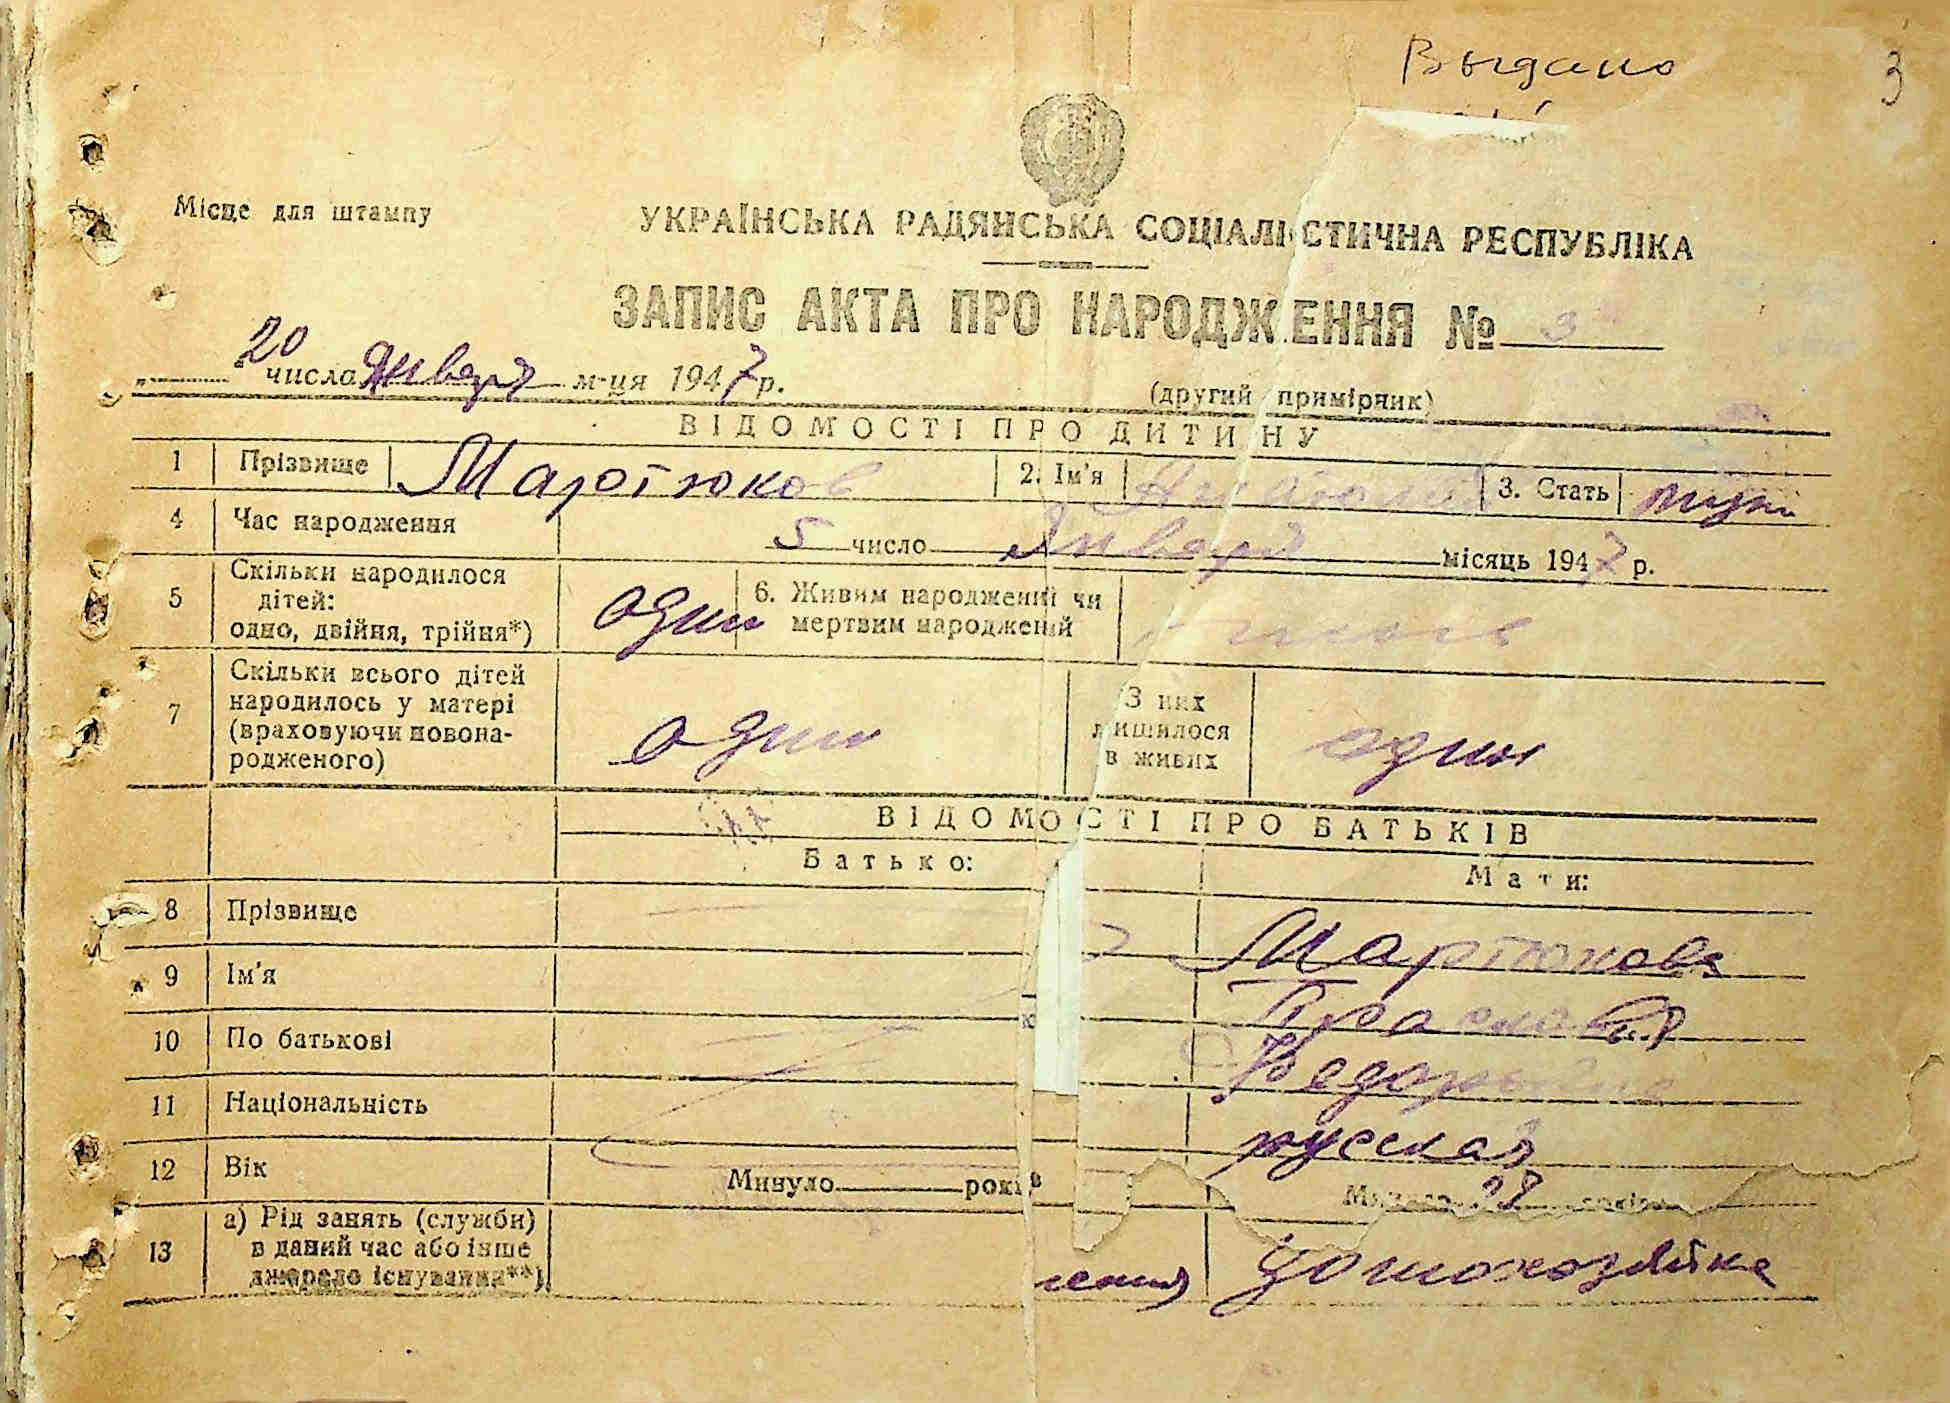 Выдано
3
Місце для штампу
УКРАЇНСЬКА РАДЯНСЬКА СОЦІАЛІСТИЧНА РЕСПУБЛІКА
ЗАПИС АКТА ПРО НАРОДЖЕННЯ № 3
„20“ числа Января м-ця 1947 р.
(другий примірник)
ВІДОМОСТІ ПРО ДИТИНУ
1 Прізвище Мартюков 2. Ім'я Анатолий 3. Стать муж.
4 Час народження 5 число Января місяць 1947 р.
5 Скільки народилося дітей: одно, двійня, трійня*) один 6. Живим народжений чи мертвим народжений
7 Скільки всього дітей народилось у матері (враховуючи новонародженого) один З них лишилося в живих один
ВІДОМОСТІ ПРО БАТЬКІВ
Батько: Мати:
8 Прізвище Мартюкова
9 Ім'я Прасковья
10 По батькові Федоровна
11 Національність русская
12 Вік Минуло років Минуло 28 років
13 а) Рід занять (служби) в даний час або інше джерело існування**) домохозяйка